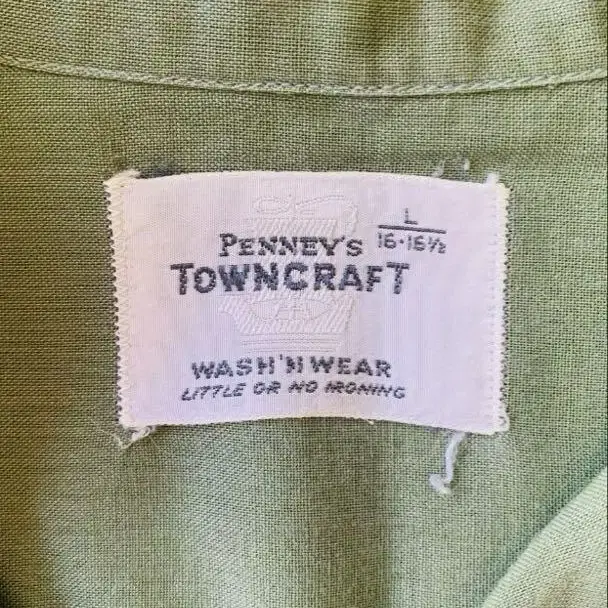 L
16-16½
PENNEY'S
TOWNCRAFT
WASH 'N WEAR
LITTLE OR NO IRONING